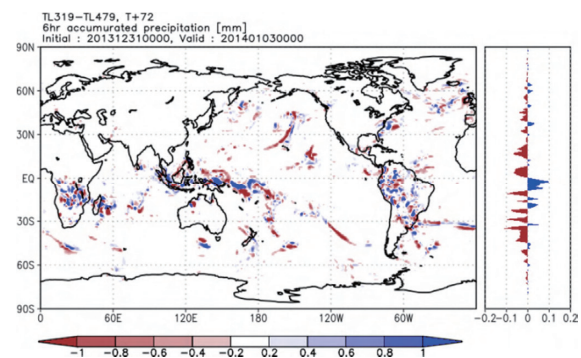 TL319-TL479, T+72
6hr accumurated precipitation [mm]
Initial : 201312310000, Valid : 201401030000
90N
60N
30N
EQ
30S
60S
90S
0 60E 120E 180 120W 60W
-0.2 -0.1 0 0.1 0.2
-1 -0.8 -0.6 -0.4 -0.2 0.2 0.4 0.6 0.8 1